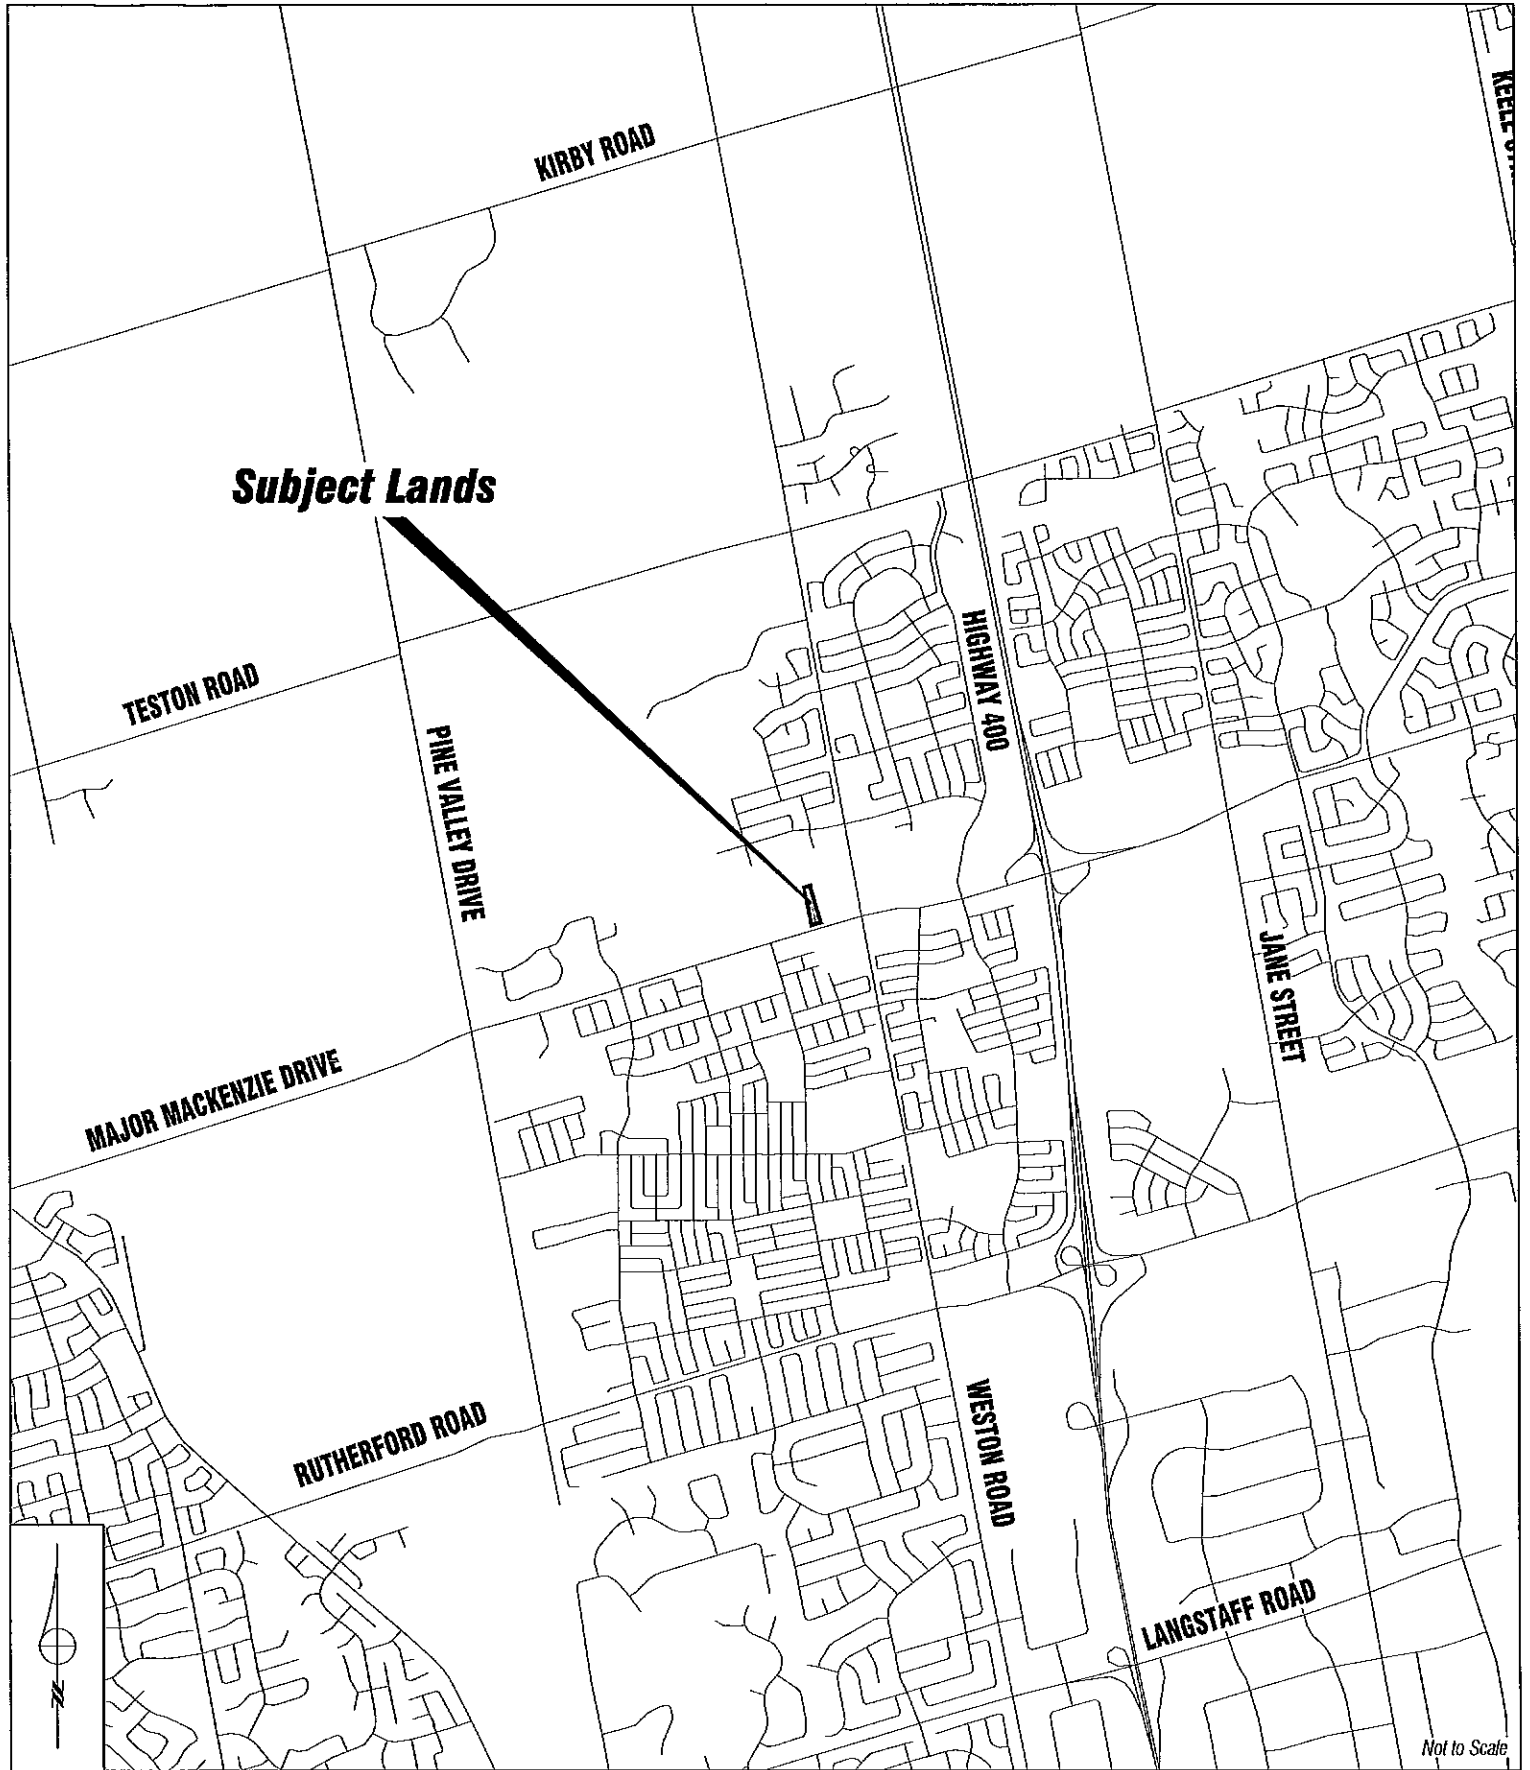 KIRBY ROAD
Subject Lands
TESTON ROAD
HIGHWAY 400
PINE VALLEY DRIVE
JANE STREET
MAJOR MACKENZIE DRIVE
WESTON ROAD
RUTHERFORD ROAD
LANGSTAFF ROAD
N
Not to Scale